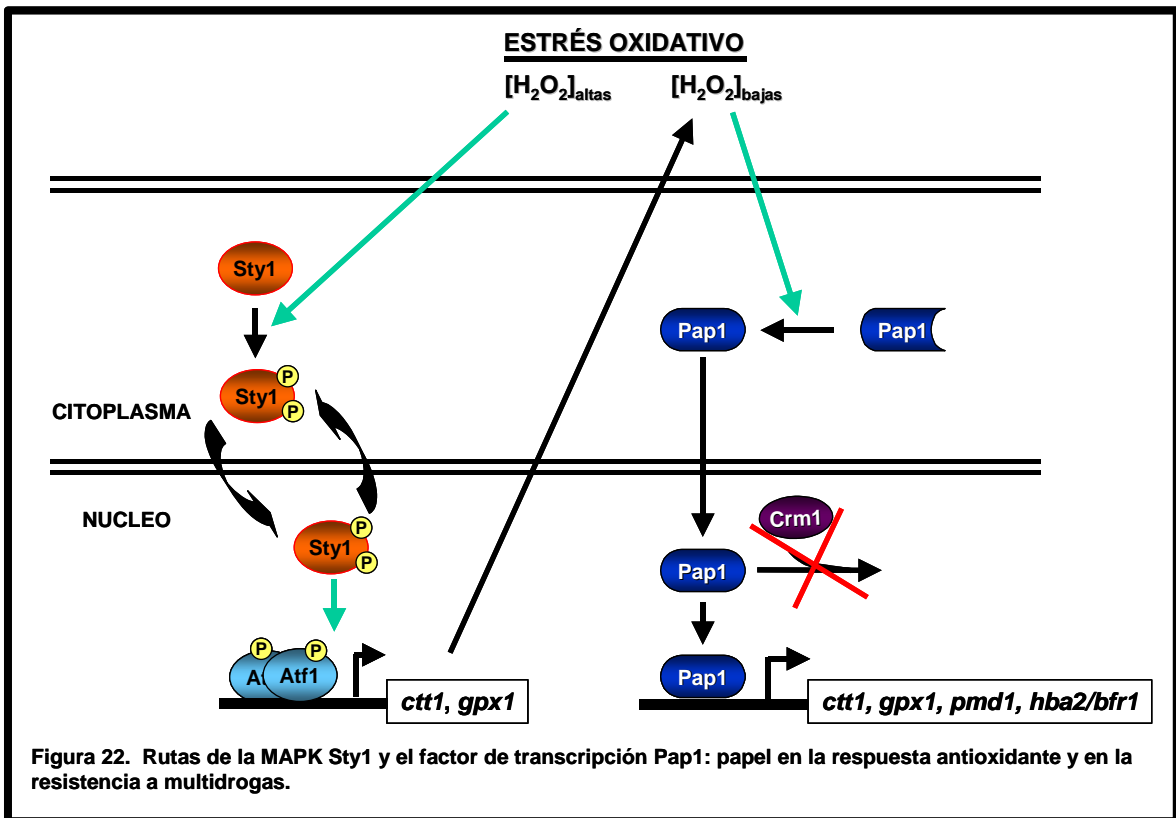 ESTRÉS OXIDATIVO
[H₂O₂]altas [H₂O₂]bajas
Sty1
Pap1 Pap1
P
Sty1
P
CITOPLASMA
NUCLEO
P
Sty1
P
Crm1
Pap1
P P
At Atf1
Pap1
ctt1, gpx1
ctt1, gpx1, pmd1, hba2/bfr1
Figura 22. Rutas de la MAPK Sty1 y el factor de transcripción Pap1: papel en la respuesta antioxidante y en la
resistencia a multidrogas.